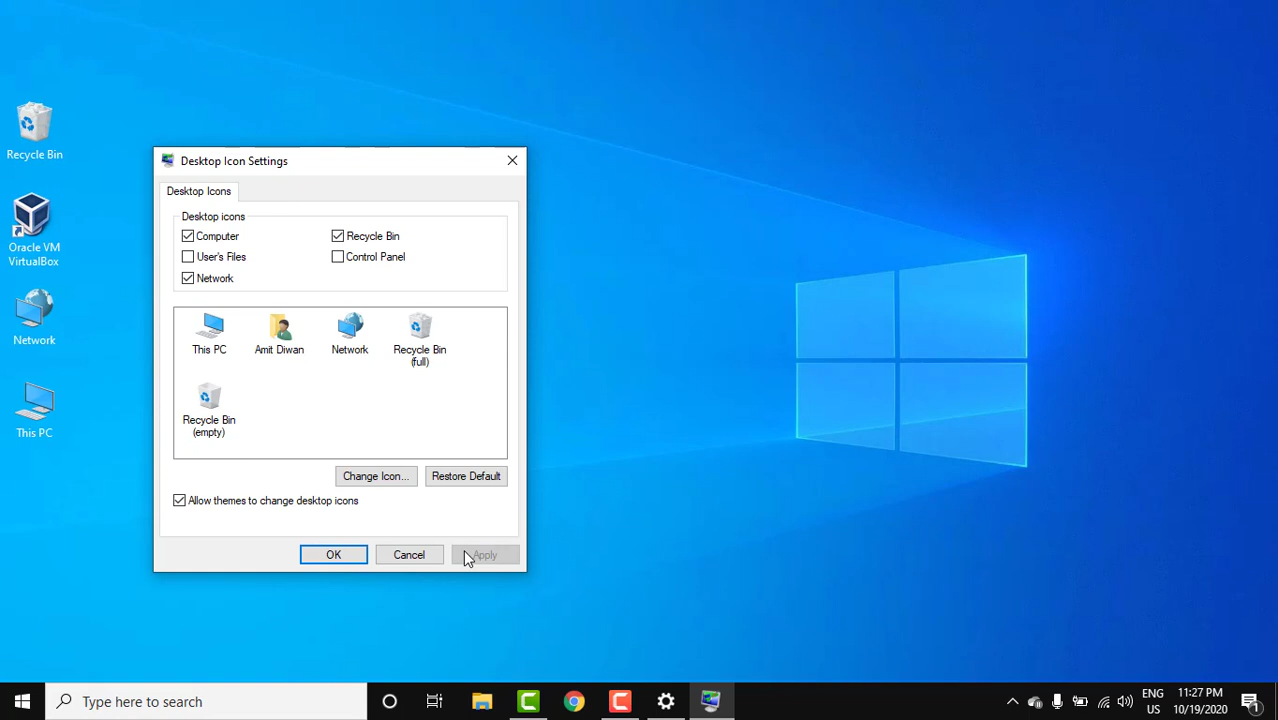 Recycle Bin
Oracle VM
VirtualBox
Network
This PC
Desktop Icon Settings
Desktop Icons
Desktop icons
Computer
Recycle Bin
User's Files
Control Panel
Network
This PC
Amit Diwan
Network
Recycle Bin
(full)
Recycle Bin
(empty)
Change Icon...
Restore Default
Allow themes to change desktop icons
OK
Cancel
Apply
Type here to search
ENG
US
11:27 PM
10/19/2020
1